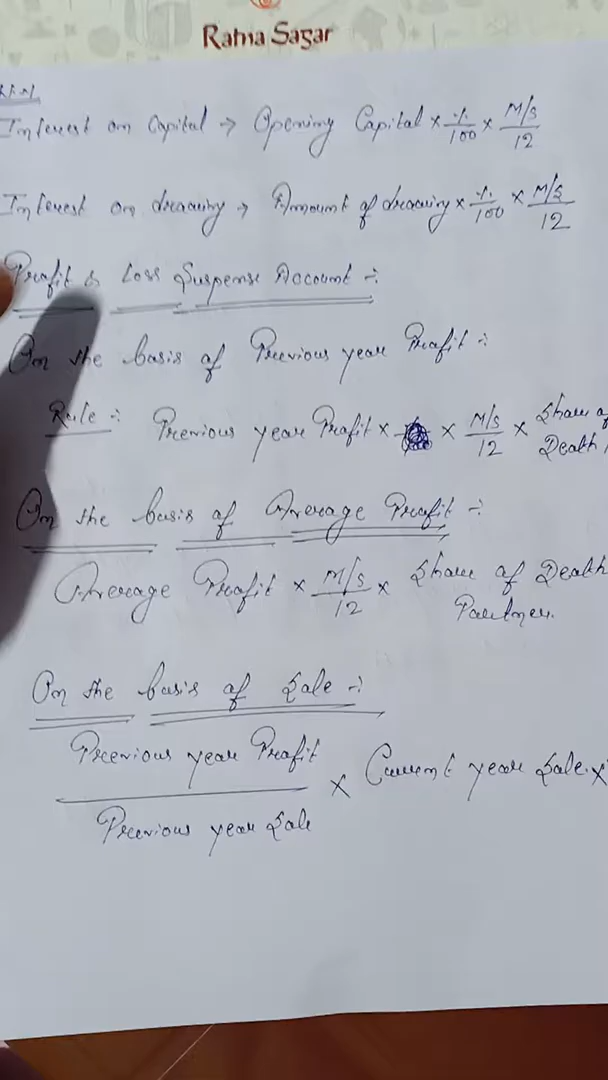 Ratna Sagar
Interest on Capital → Opening Capital × %/100 × M/S/12
Interest on drawing → Amount of drawing × %/100 × M/S/12
Profit & Loss Suspense Account :-
On the basis of Previous year Profit :-
Rule :- Previous year Profit × × M/S/12 × Share of Death
On the basis of Average Profit :-
Average Profit × M/S/12 × Share of Death Partner.
On the basis of Sale :-
Previous year Profit/Previous year Sale × Current year Sale ×